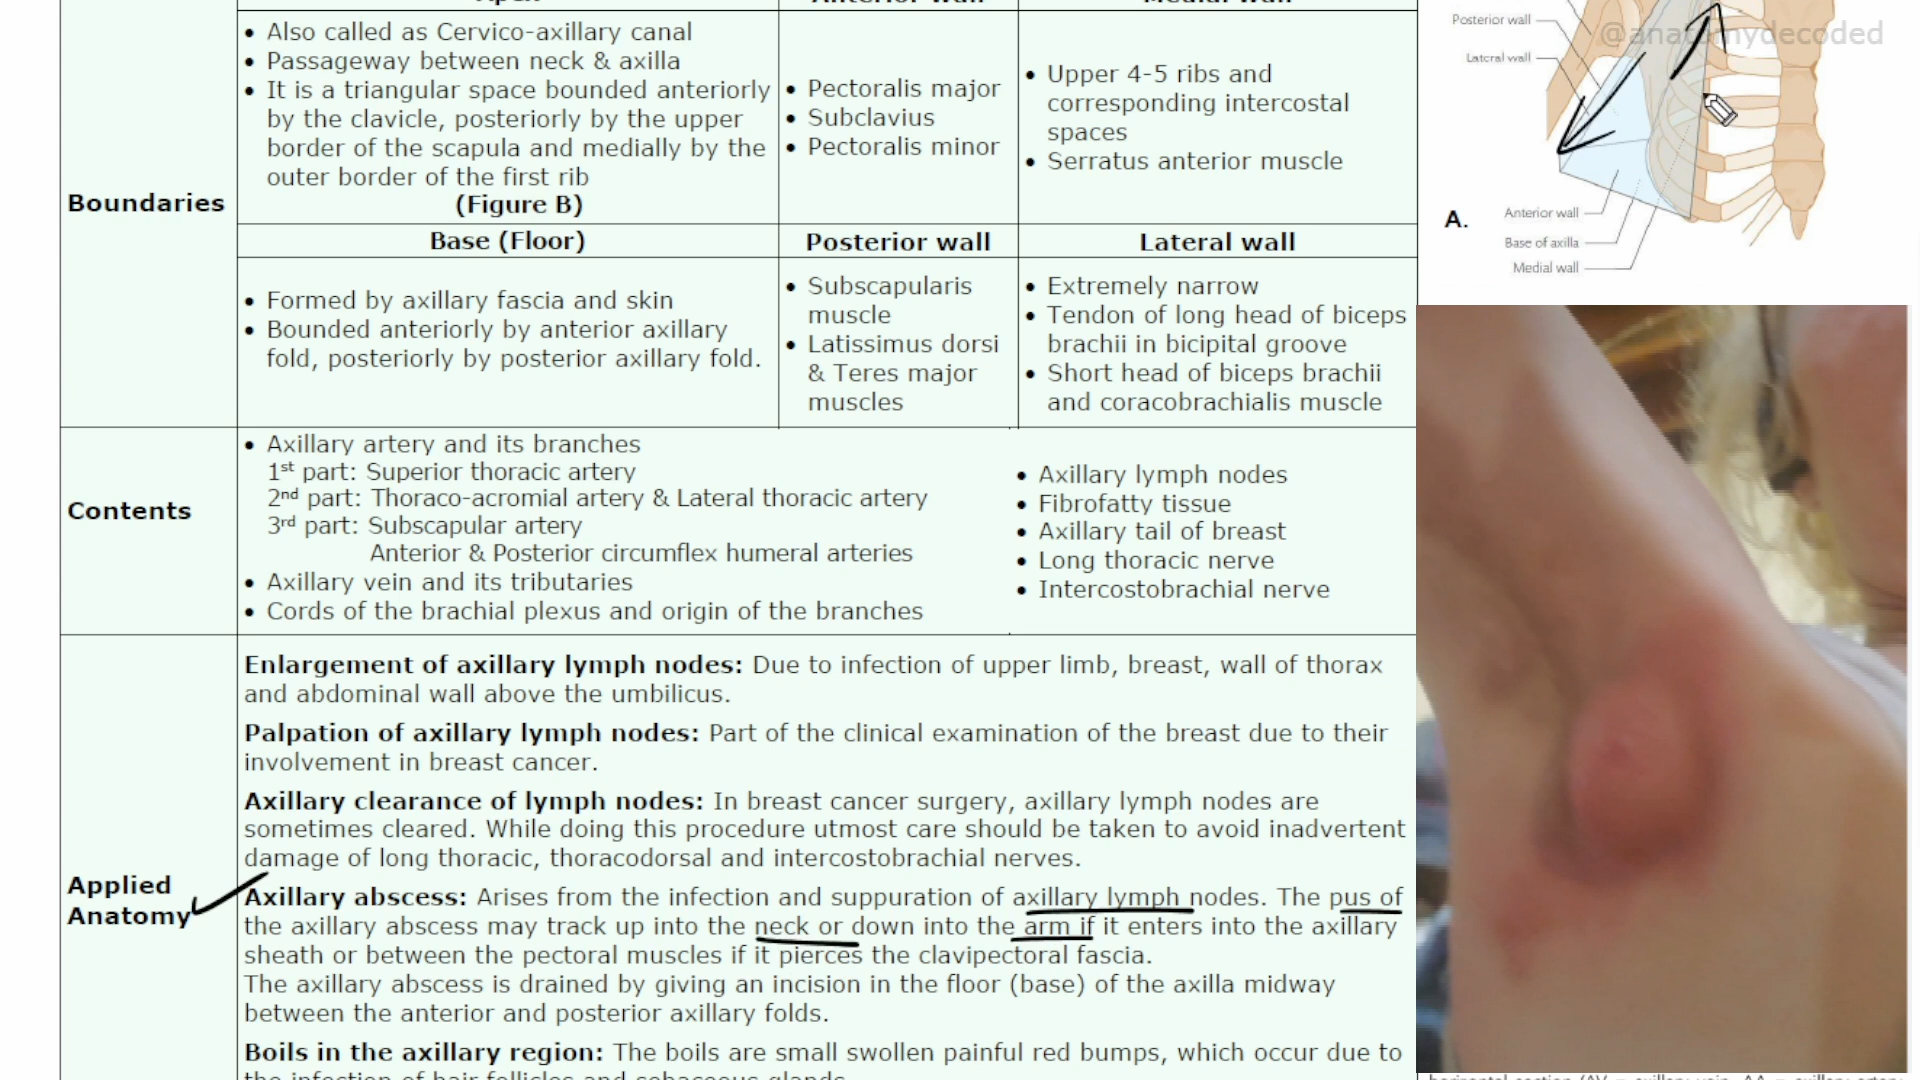 Also called as Cervico-axillary canal
Passageway between neck & axilla
It is a triangular space bounded anteriorly
by the clavicle, posteriorly by the upper
border of the scapula and medially by the
outer border of the first rib
(Figure B)
Pectoralis major
Subclavius
Pectoralis minor
Upper 4-5 ribs and
corresponding intercostal
spaces
Serratus anterior muscle
Boundaries
Base (Floor)
Posterior wall
Lateral wall
Formed by axillary fascia and skin
Bounded anteriorly by anterior axillary
fold, posteriorly by posterior axillary fold.
Subscapularis
muscle
Latissimus dorsi
& Teres major
muscles
Extremely narrow
Tendon of long head of biceps
brachii in bicipital groove
Short head of biceps brachii
and coracobrachialis muscle
Contents
Axillary artery and its branches
1st part: Superior thoracic artery
2nd part: Thoraco-acromial artery & Lateral thoracic artery
3rd part: Subscapular artery
Anterior & Posterior circumflex humeral arteries
Axillary vein and its tributaries
Cords of the brachial plexus and origin of the branches
Axillary lymph nodes
Fibrofatty tissue
Axillary tail of breast
Long thoracic nerve
Intercostobrachial nerve
Applied
Anatomy
Enlargement of axillary lymph nodes: Due to infection of upper limb, breast, wall of thorax
and abdominal wall above the umbilicus.
Palpation of axillary lymph nodes: Part of the clinical examination of the breast due to their
involvement in breast cancer.
Axillary clearance of lymph nodes: In breast cancer surgery, axillary lymph nodes are
sometimes cleared. While doing this procedure utmost care should be taken to avoid inadvertent
damage of long thoracic, thoracodorsal and intercostobrachial nerves.
Axillary abscess: Arises from the infection and suppuration of axillary lymph nodes. The pus of
the axillary abscess may track up into the neck or down into the arm if it enters into the axillary
sheath or between the pectoral muscles if it pierces the clavipectoral fascia.
The axillary abscess is drained by giving an incision in the floor (base) of the axilla midway
between the anterior and posterior axillary folds.
Boils in the axillary region: The boils are small swollen painful red bumps, which occur due to
@anatomydecoded
Posterior wall
Lateral wall
A.
Anterior wall
Base of axilla
Medial wall